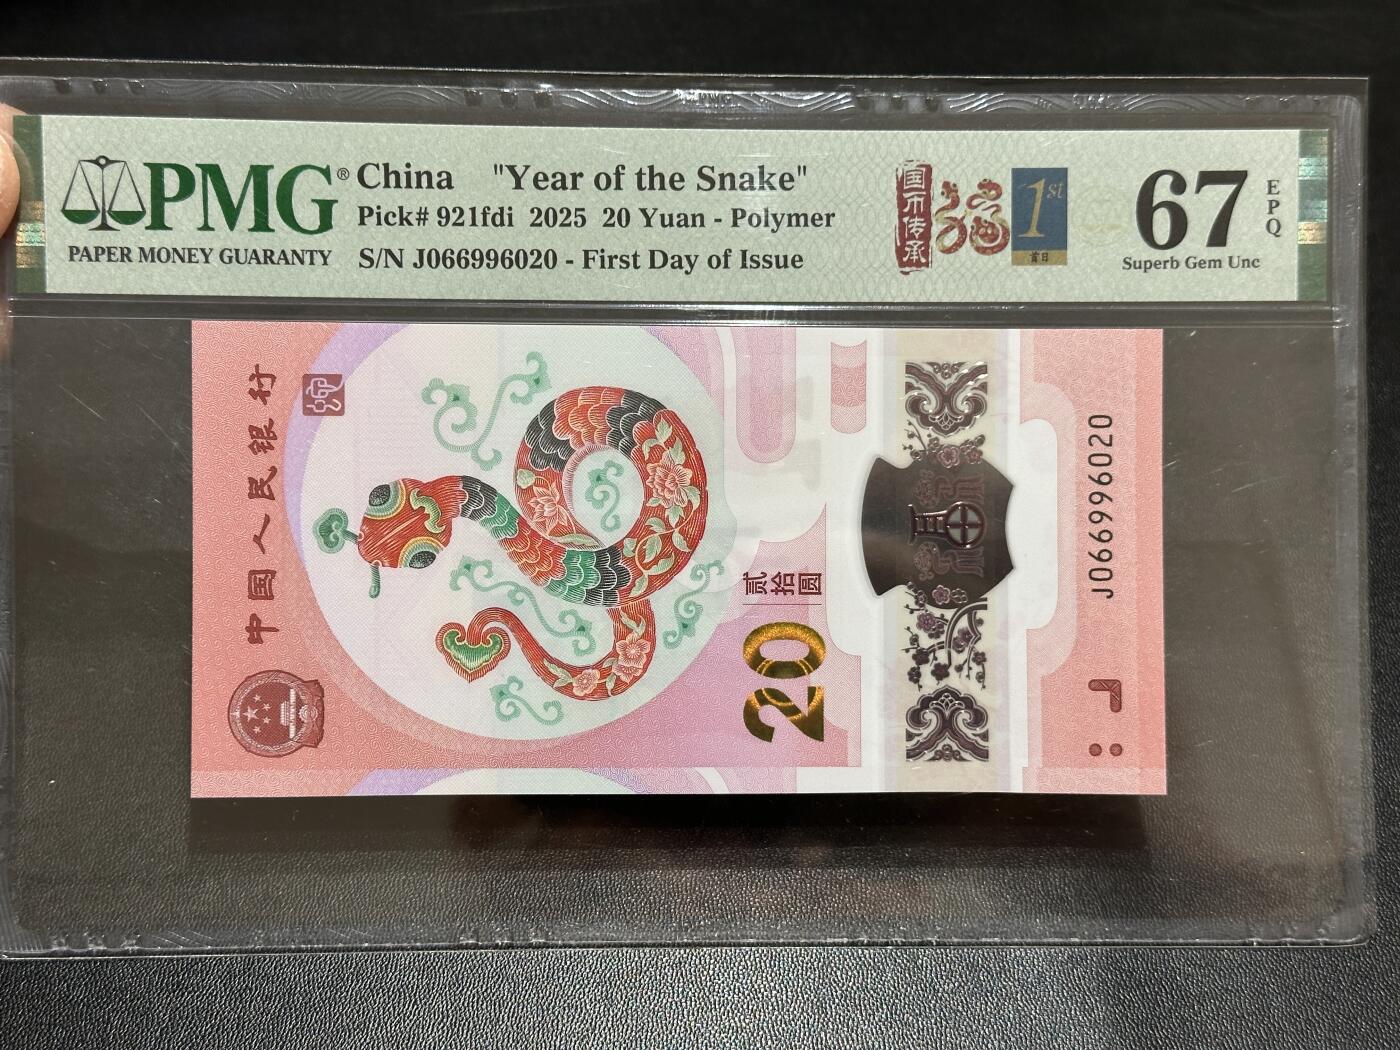 PMG®
PAPER MONEY GUARANTY
China "Year of the Snake"
Pick# 921fdi 2025 20 Yuan - Polymer
S/N J066996020 - First Day of Issue
国币传承
福
1st
首日
67
EPQ
Superb Gem Unc
中国人民银行
贰拾圆
20
J066996020